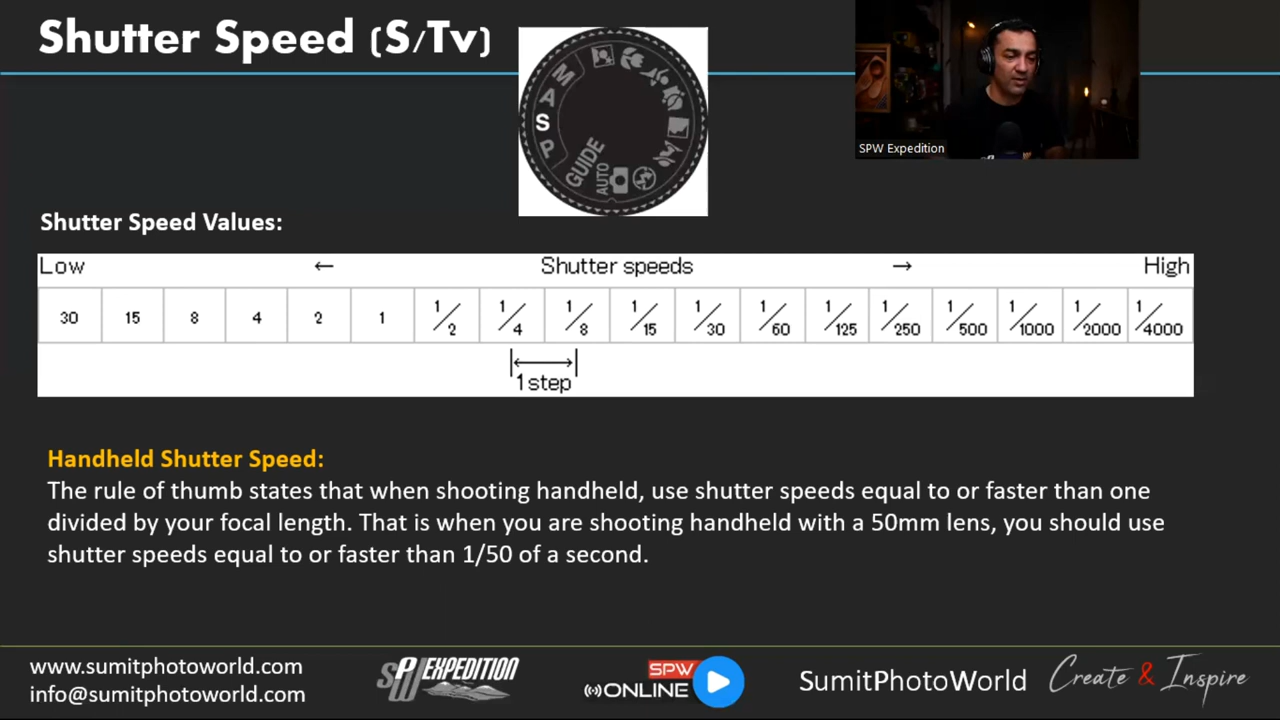 Shutter Speed (S/Tv)
M
A
S
P
GUIDE
AUTO
SPW Expedition
Shutter Speed Values:
Low ← Shutter speeds → High
30 15 8 4 2 1 1/2 1/4 1/8 1/15 1/30 1/60 1/125 1/250 1/500 1/1000 1/2000 1/4000
1 step
Handheld Shutter Speed:
The rule of thumb states that when shooting handheld, use shutter speeds equal to or faster than one
divided by your focal length. That is when you are shooting handheld with a 50mm lens, you should use
shutter speeds equal to or faster than 1/50 of a second.
www.sumitphotoworld.com
info@sumitphotoworld.com
SPW EXPEDITION
SPW
ONLINE
SumitPhotoWorld
Create & Inspire